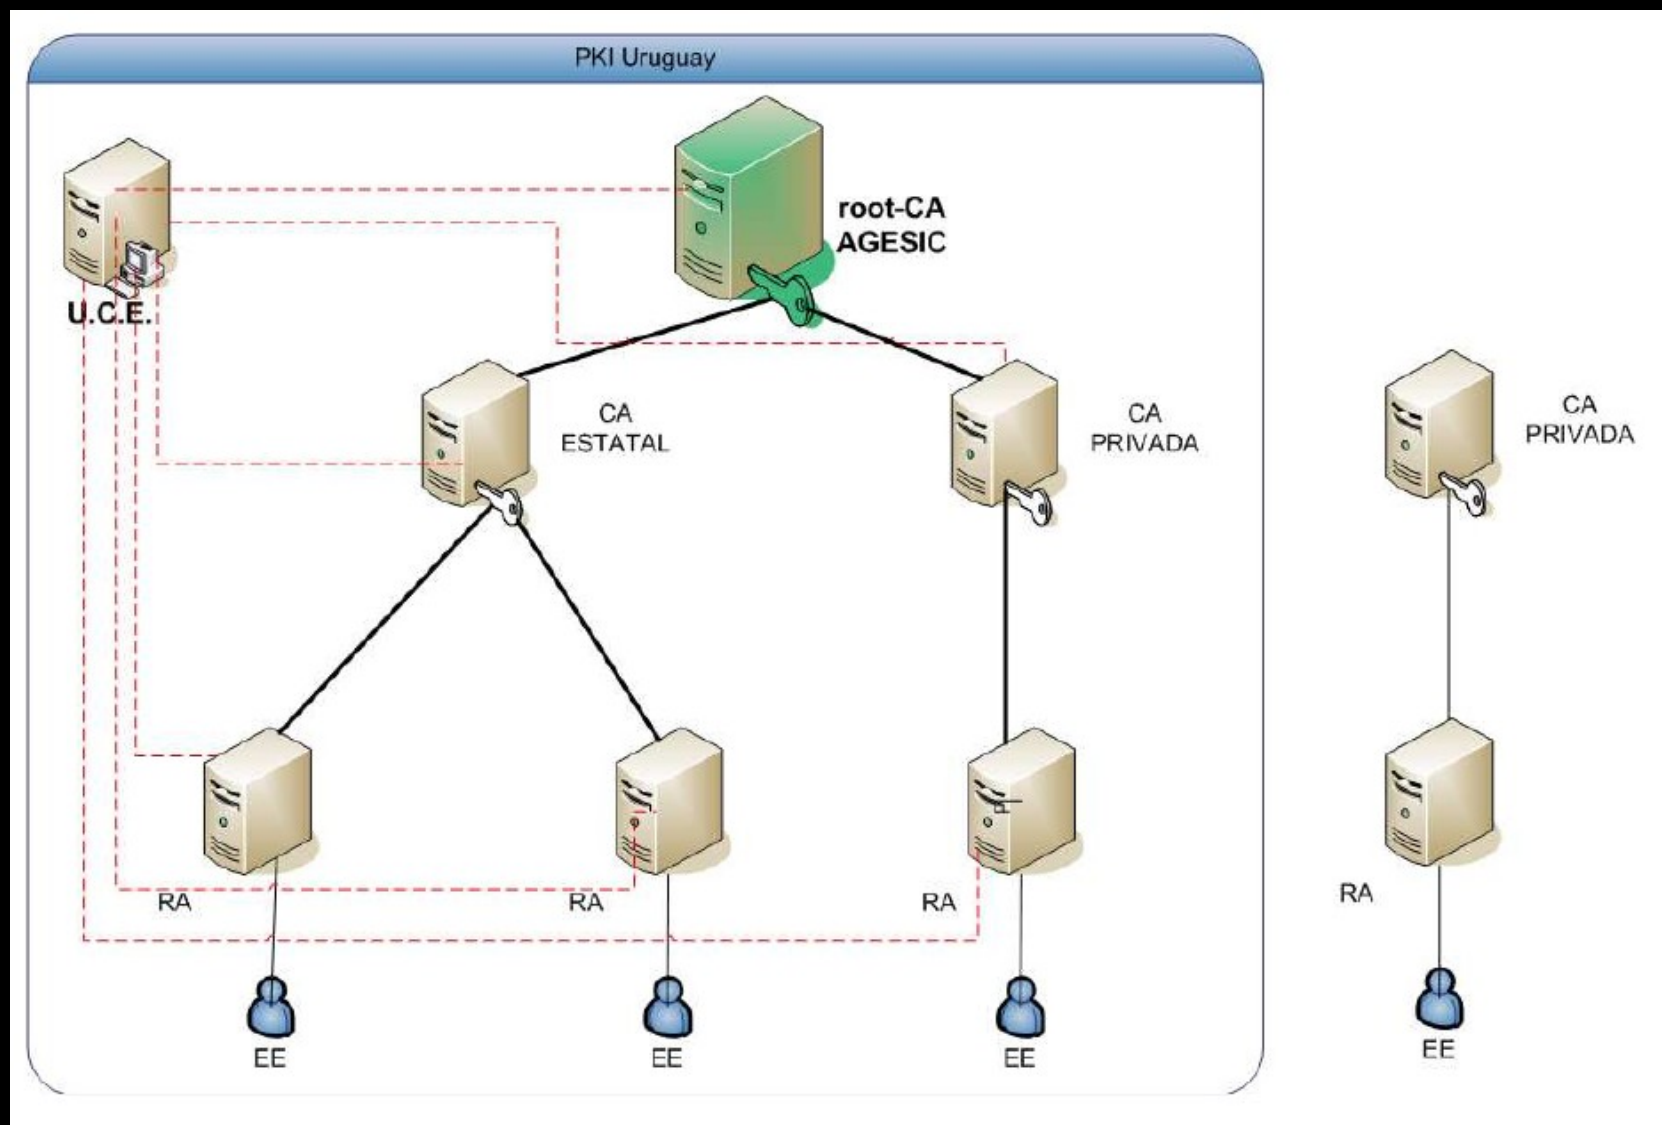 PKI Uruguay
root-CA
AGESIC
U.C.E.
CA
ESTATAL
CA
PRIVADA
CA
PRIVADA
RA
RA
RA
RA
EE
EE
EE
EE